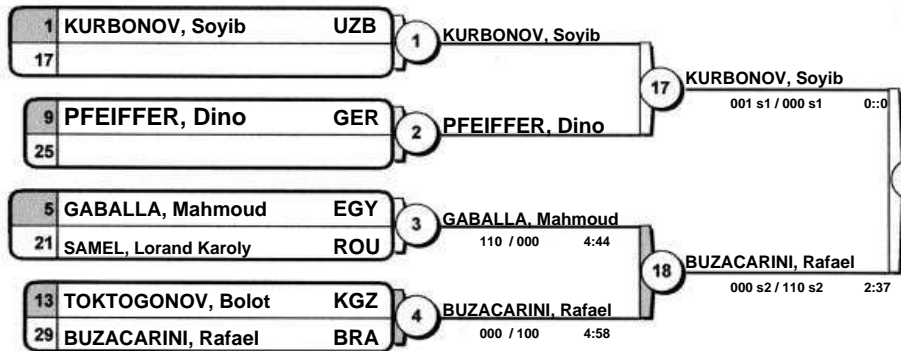 1 KURBONOV, Soyib UZB
17
1 KURBONOV, Soyib
9 PFEIFFER, Dino GER
25
2 PFEIFFER, Dino
17 KURBONOV, Soyib
001 s1 / 000 s1 0::0
5 GABALLA, Mahmoud EGY
21 SAMEL, Lorand Karoly ROU
3 GABALLA, Mahmoud
110 / 000 4:44
13 TOKTOGONOV, Bolot KGZ
29 BUZACARINI, Rafael BRA
4 BUZACARINI, Rafael
000 / 100 4:58
18 BUZACARINI, Rafael
000 s2 / 110 s2 2:37